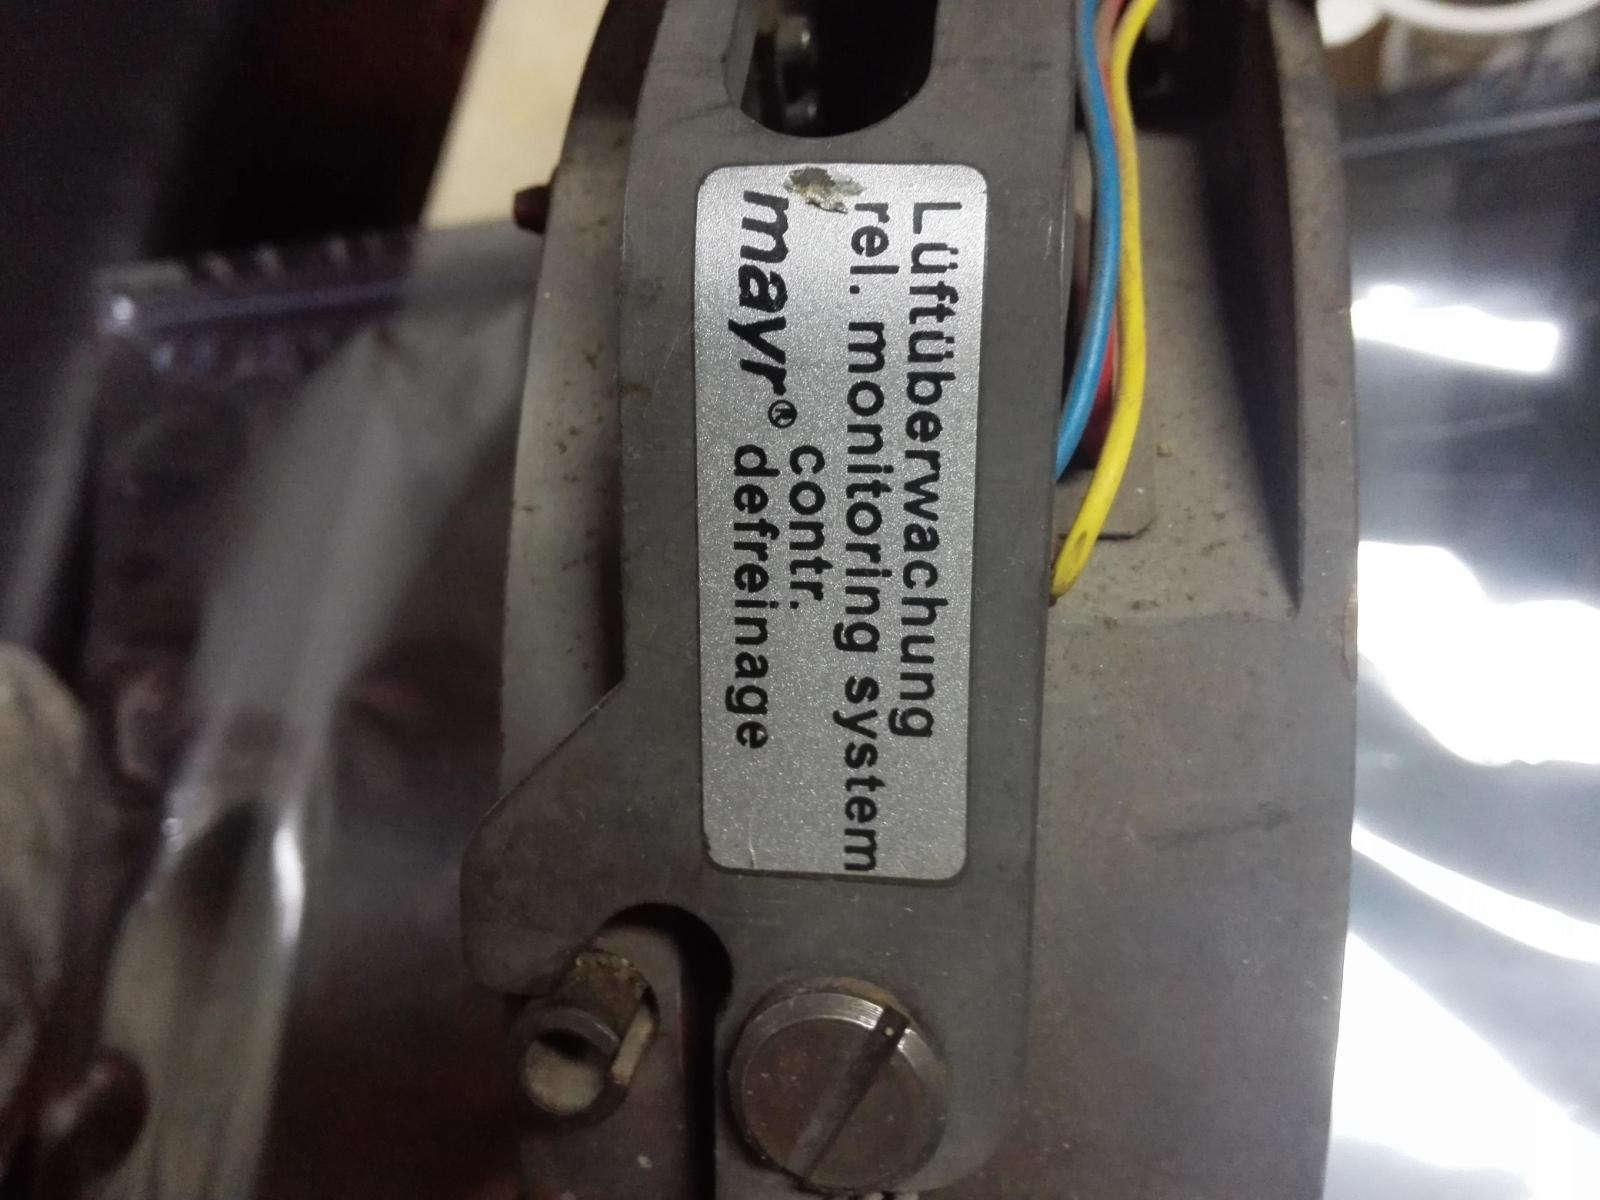 Lüftüberwachung
rel. monitoring system
contr.
mayr® defreinage